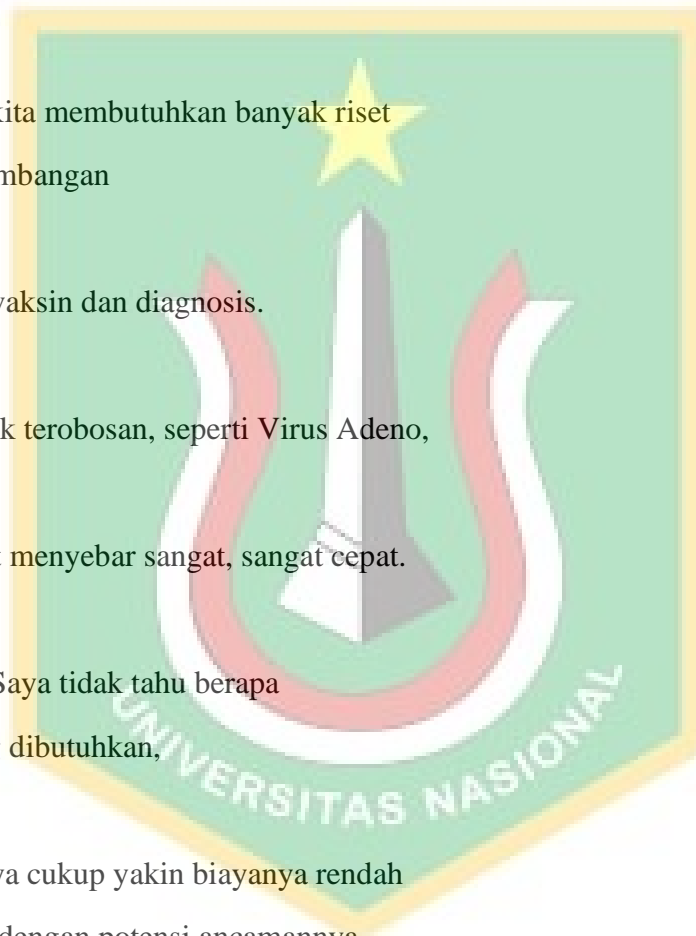 kita membutuhkan banyak riset
mbangan
vaksin dan diagnosis.
k terobosan, seperti Virus Adeno,
menyebar sangat, sangat cepat.
Saya tidak tahu berapa
dibutuhkan,
ya cukup yakin biayanya rendah
dengan potensi ancamannya
UNIVERSITAS NASIONAL